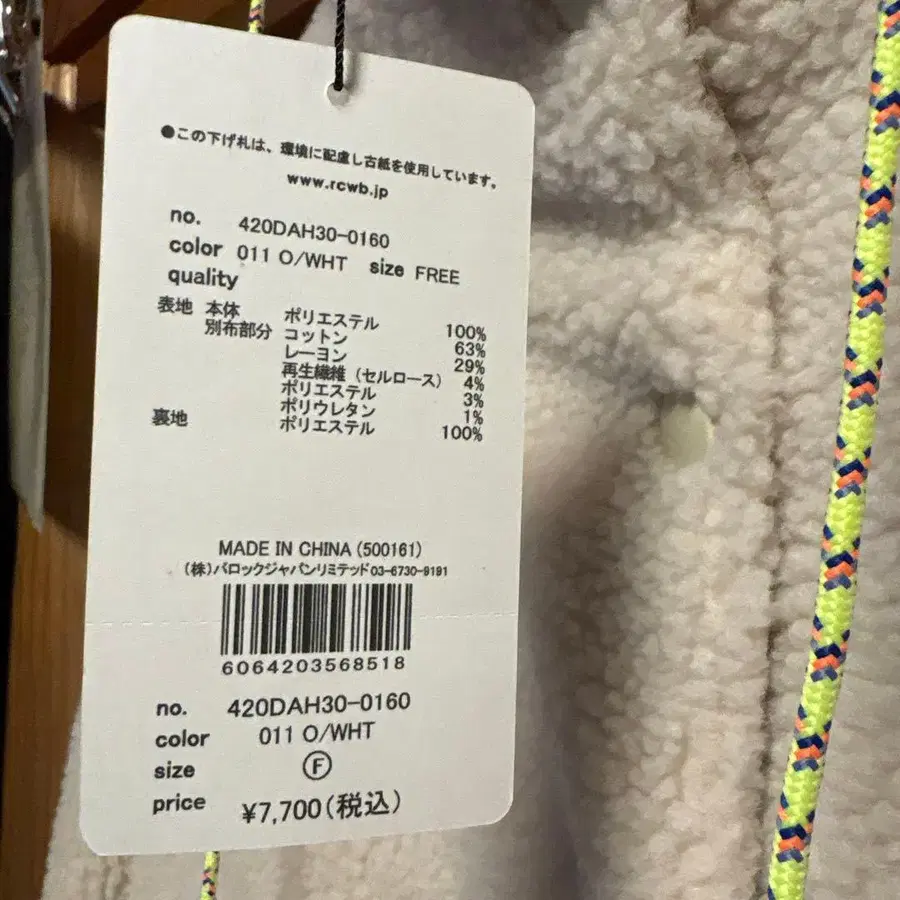 ●この下げ札は、環境に配慮し古紙を使用しています。
www.rcwb.jp
no. 420DAH30-0160
color 011 O/WHT size FREE
quality
表地 本体 ポリエステル 100%
別布部分 コットン 63%
レーヨン 29%
再生繊維(セルロース) 4%
ポリエステル 3%
ポリウレタン 1%
裏地 ポリエステル 100%
MADE IN CHINA (500161)
(株)バロックジャパンリミテッド03-6730-9191
6064203568518
no. 420DAH30-0160
color 011 O/WHT
size Ⓕ
price ¥7,700(税込)